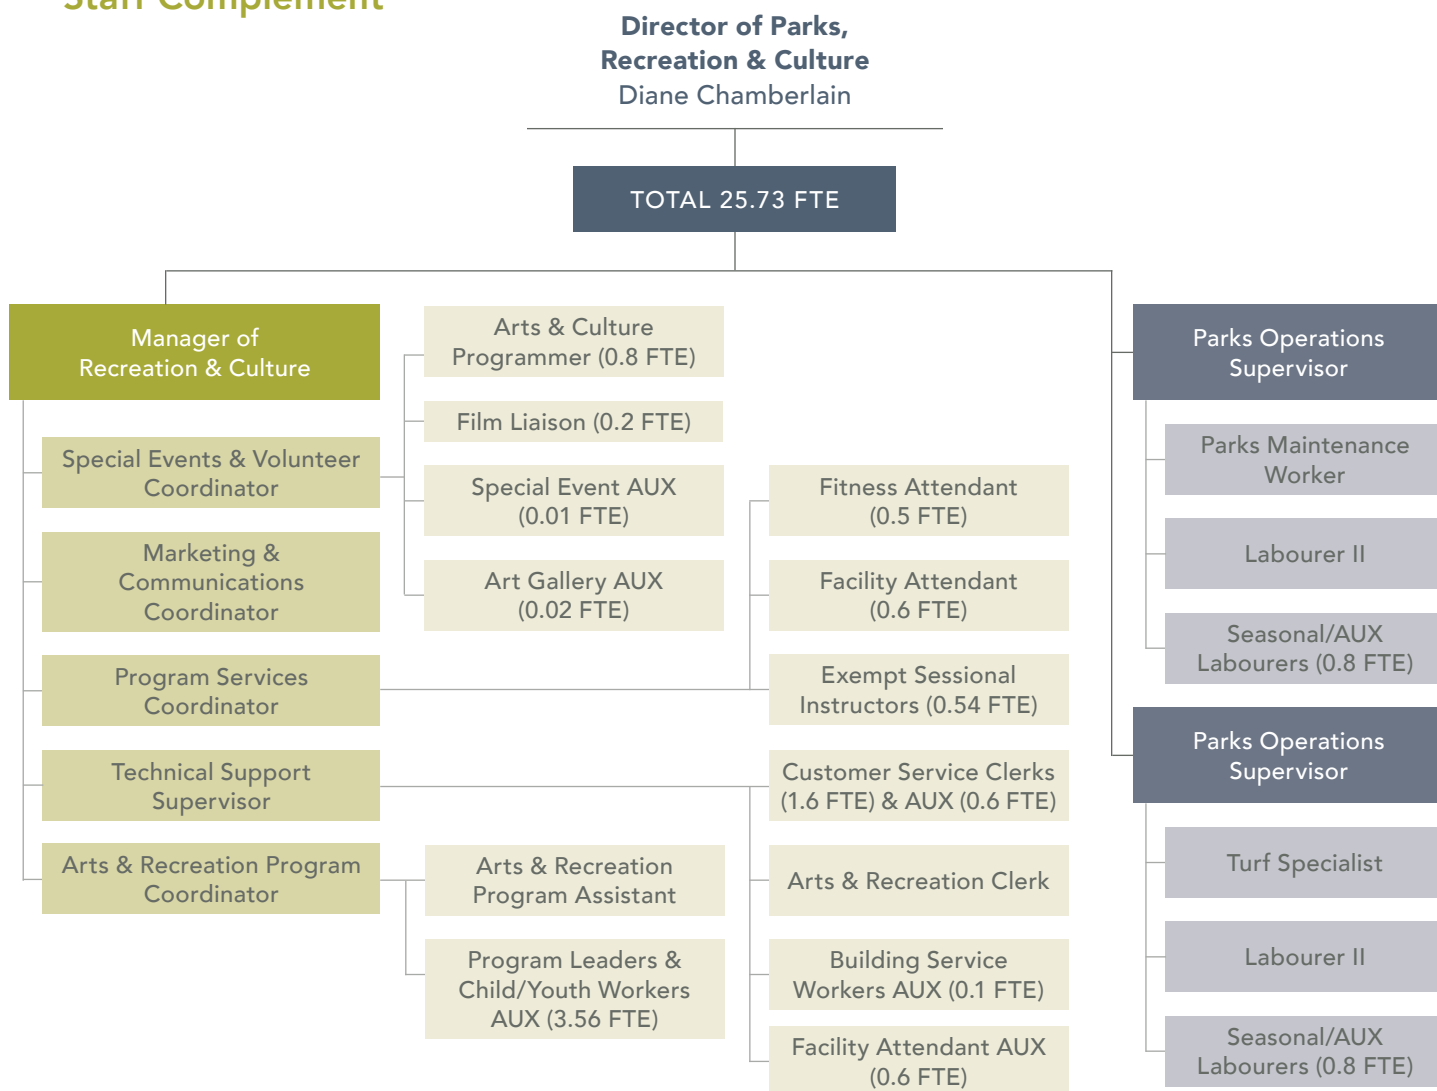 Staff Complement
Director of Parks,
Recreation & Culture
Diane Chamberlain
TOTAL 25.73 FTE
Manager of
Recreation & Culture
Special Events & Volunteer
Coordinator
Marketing &
Communications
Coordinator
Program Services
Coordinator
Technical Support
Supervisor
Arts & Recreation Program
Coordinator
Arts & Culture
Programmer (0.8 FTE)
Film Liaison (0.2 FTE)
Special Event AUX
(0.01 FTE)
Art Gallery AUX
(0.02 FTE)
Arts & Recreation
Program Assistant
Program Leaders &
Child/Youth Workers
AUX (3.56 FTE)
Fitness Attendant
(0.5 FTE)
Facility Attendant
(0.6 FTE)
Exempt Sessional
Instructors (0.54 FTE)
Customer Service Clerks
(1.6 FTE) & AUX (0.6 FTE)
Arts & Recreation Clerk
Building Service
Workers AUX (0.1 FTE)
Facility Attendant AUX
(0.6 FTE)
Parks Operations
Supervisor
Parks Maintenance
Worker
Labourer II
Seasonal/AUX
Labourers (0.8 FTE)
Parks Operations
Supervisor
Turf Specialist
Labourer II
Seasonal/AUX
Labourers (0.8 FTE)